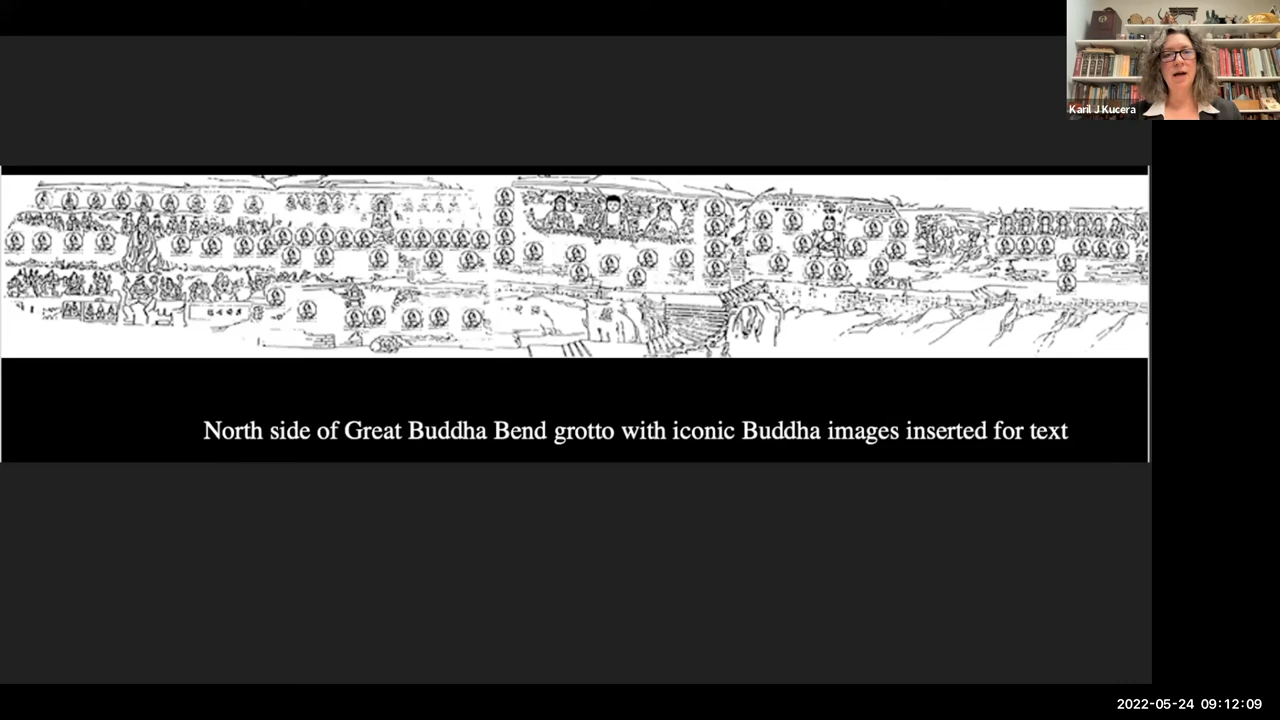 Karil J Kucera
North side of Great Buddha Bend grotto with iconic Buddha images inserted for text
2022-05-24 09:12:09